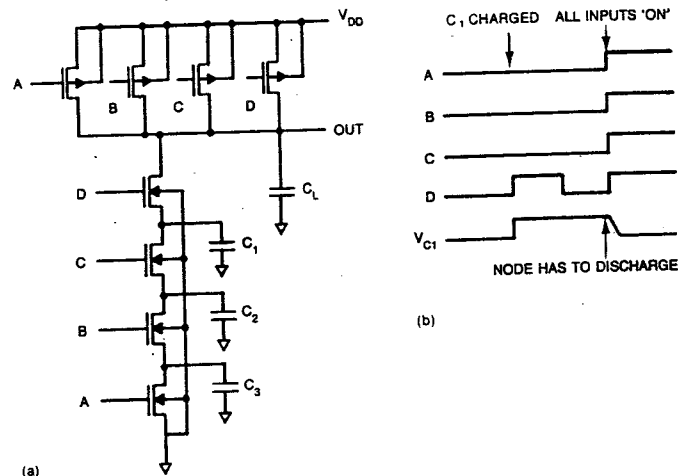 V_DD
A
B
C
D
OUT
D
C_L
C_1
C
C_2
B
C_3
A
(a)
C_1 CHARGED
ALL INPUTS 'ON'
A
B
C
D
V_C1
NODE HAS TO DISCHARGE
(b)